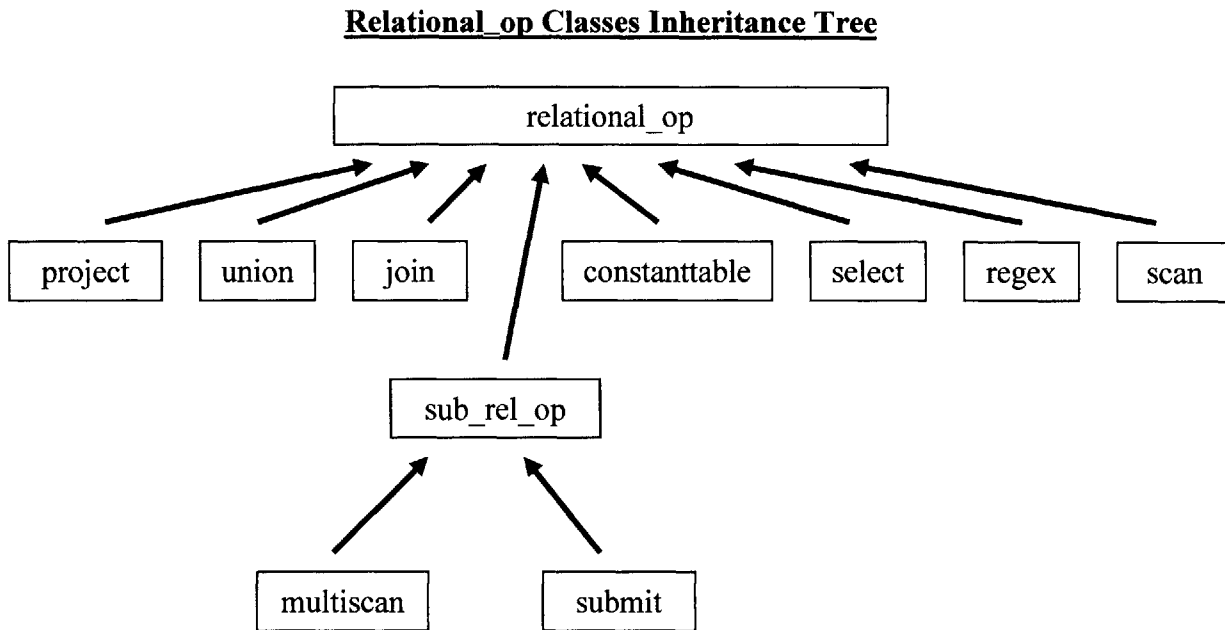 Relational_op Classes Inheritance Tree
relational_op
project union join constanttable select regex scan
sub_rel_op
multiscan submit